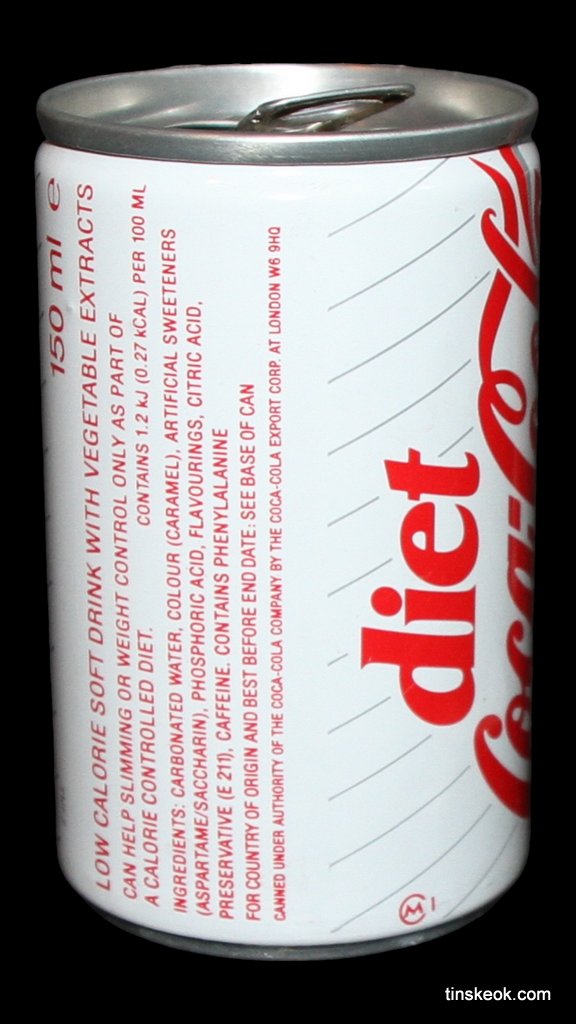 150 ml e
LOW CALORIE SOFT DRINK WITH VEGETABLE EXTRACTS
CAN HELP SLIMMING OR WEIGHT CONTROL ONLY AS PART OF
A CALORIE CONTROLLED DIET. CONTAINS 1.2 kJ (0.27 kCAL) PER 100 ML
INGREDIENTS: CARBONATED WATER, COLOUR (CARAMEL), ARTIFICIAL SWEETENERS
(ASPARTAME/SACCHARIN), PHOSPHORIC ACID, FLAVOURINGS, CITRIC ACID,
PRESERVATIVE (E 211), CAFFEINE. CONTAINS PHENYLALANINE
FOR COUNTRY OF ORIGIN AND BEST BEFORE END DATE: SEE BASE OF CAN
CANNED UNDER AUTHORITY OF THE COCA-COLA COMPANY BY THE COCA-COLA EXPORT CORP. AT LONDON W6 9HQ
diet
Coca-Cola
M 1
tinskeok.com